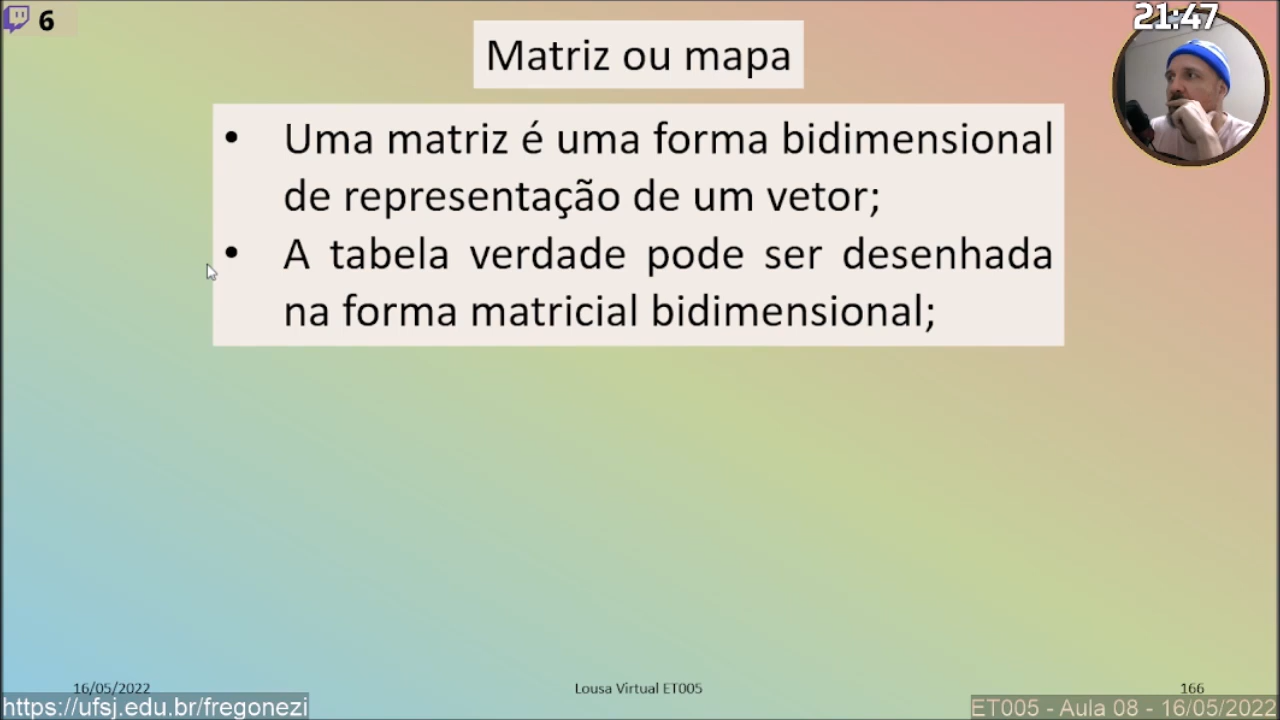 6
21:47
Matriz ou mapa
• Uma matriz é uma forma bidimensional
de representação de um vetor;
• A tabela verdade pode ser desenhada
na forma matricial bidimensional;
16/05/2022
Lousa Virtual ET005
166
https://ufsj.edu.br/fregonezi
ET005 - Aula 08 - 16/05/2022